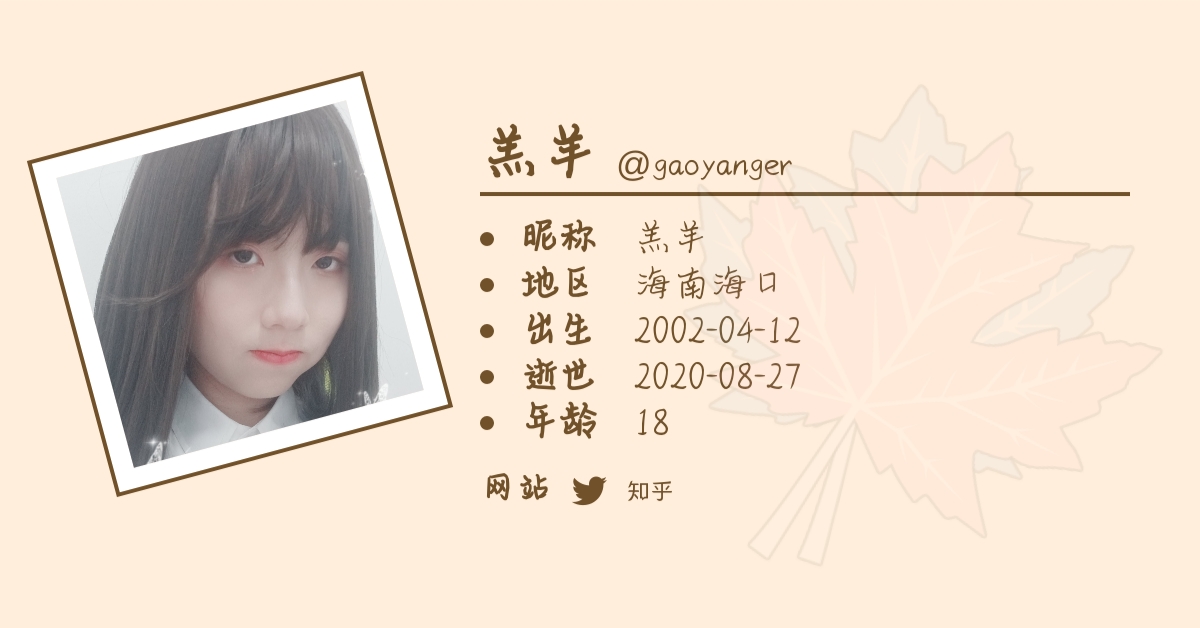 羔羊 @gaoyanger
昵称 羔羊
地区 海南海口
出生 2002-04-12
逝世 2020-08-27
年龄 18
网站 知乎